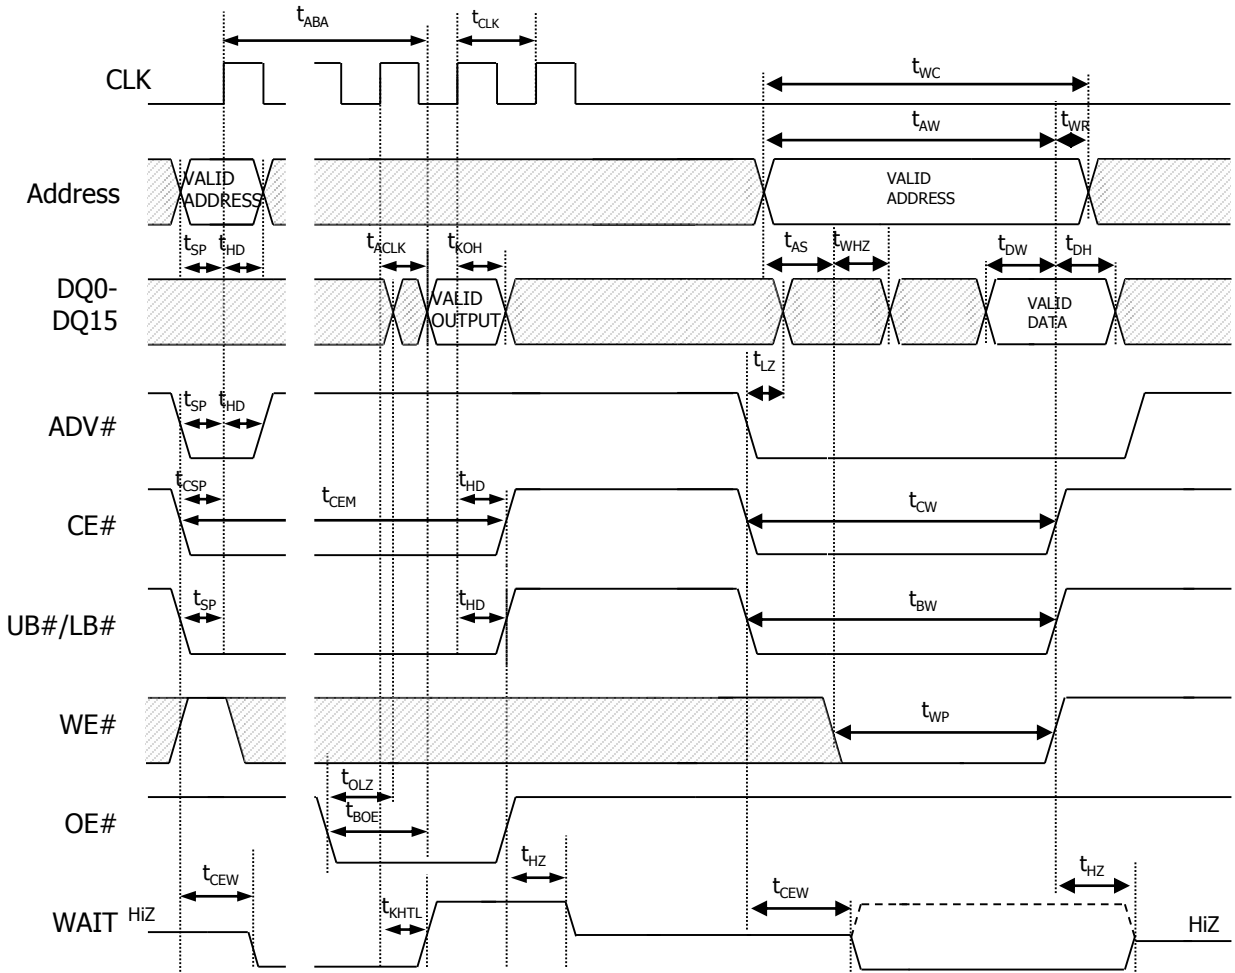 tABA
tCLK
CLK
tWC
tAW
tWR
Address
VALID
ADDRESS
VALID
ADDRESS
tSP
tHD
tACLK
tKOH
tAS
tWHZ
tDW
tDH
DQ0-
DQ15
VALID
OUTPUT
VALID
DATA
tLZ
ADV#
tSP
tHD
tCSP
tCEM
tHD
tCW
CE#
tSP
tHD
tBW
UB#/LB#
WE#
tWP
tOLZ
tBOE
OE#
tHZ
tHZ
tCEW
tCEW
WAIT
HiZ
tKHTL
HiZ